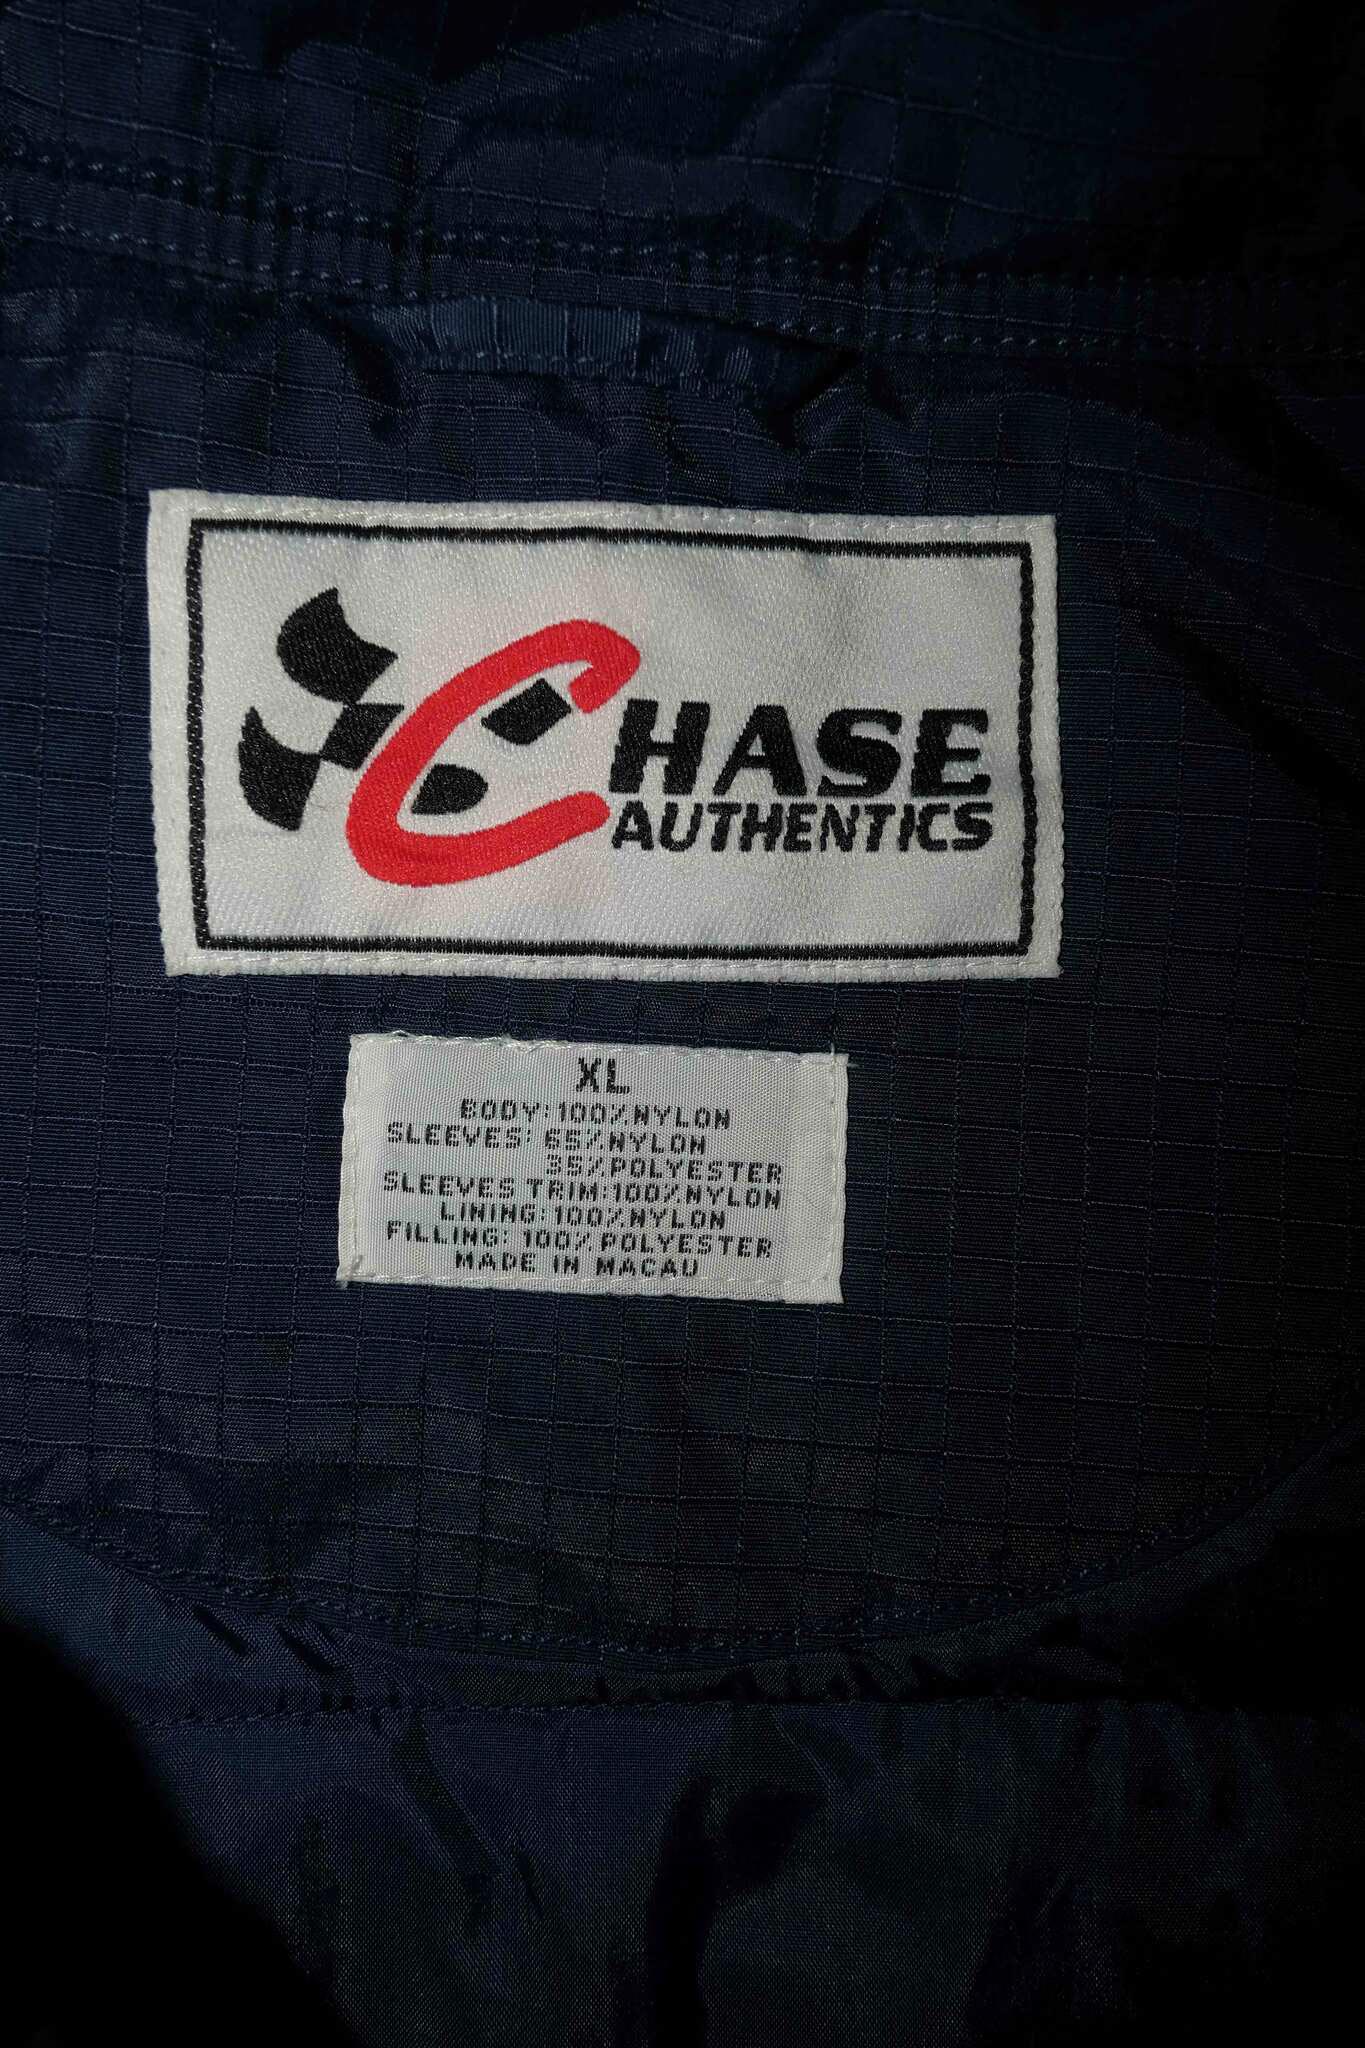 CHASE
AUTHENTICS
XL
BODY: 100% NYLON
SLEEVES: 65% NYLON
35% POLYESTER
SLEEVES TRIM: 100% NYLON
LINING: 100% NYLON
FILLING: 100% POLYESTER
MADE IN MACAU